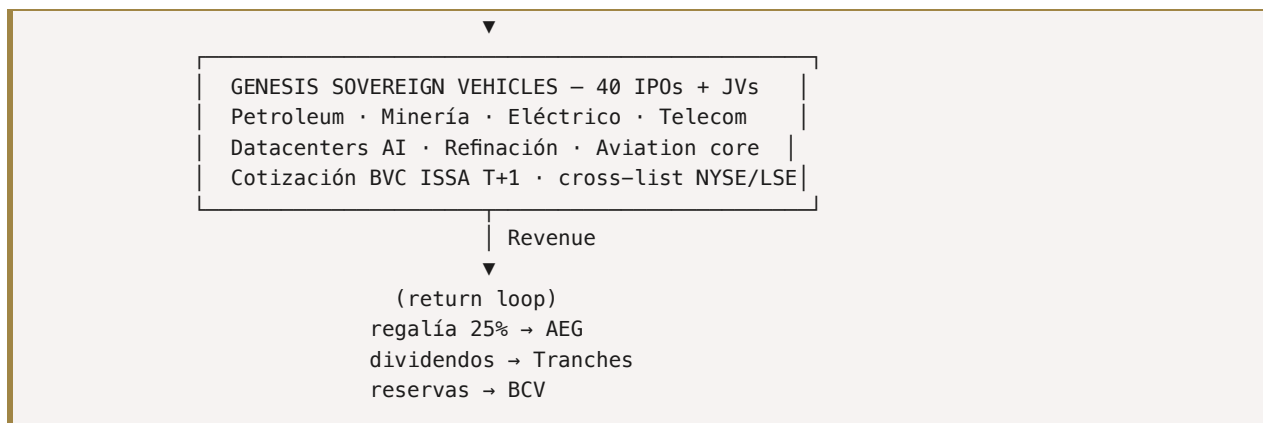 ▼
GENESIS SOVEREIGN VEHICLES — 40 IPOs + JVs
Petroleum · Minería · Eléctrico · Telecom
Datacenters AI · Refinación · Aviation core
Cotización BVC ISSA T+1 · cross-list NYSE/LSE
Revenue
▼
(return loop)
regalía 25% → AEG
dividendos → Tranches
reservas → BCV